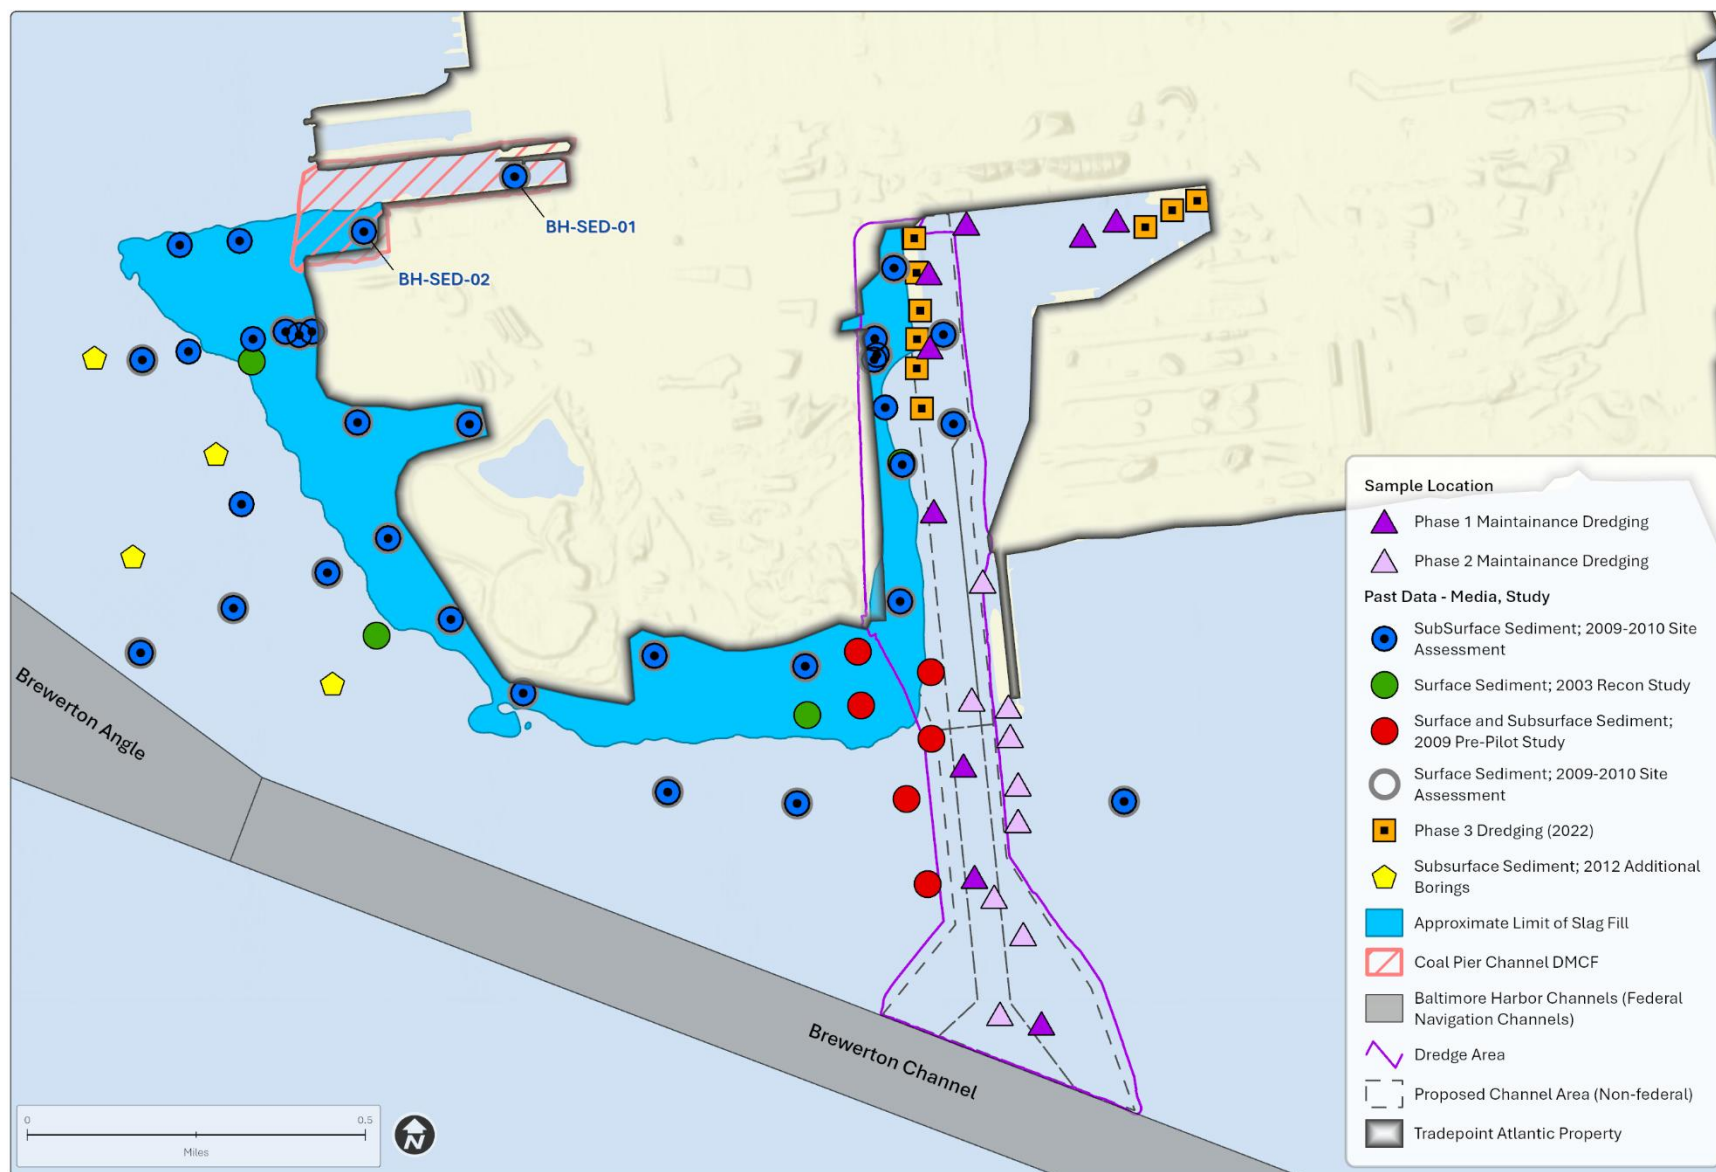 BH-SED-01
BH-SED-02
Brewerton Angle
Brewerton Channel
Sample Location
Phase 1 Maintainance Dredging
Phase 2 Maintainance Dredging
Past Data - Media, Study
SubSurface Sediment; 2009-2010 Site
Assessment
Surface Sediment; 2003 Recon Study
Surface and Subsurface Sediment;
2009 Pre-Pilot Study
Surface Sediment; 2009-2010 Site
Assessment
Phase 3 Dredging (2022)
Subsurface Sediment; 2012 Additional
Borings
Approximate Limit of Slag Fill
Coal Pier Channel DMCF
Baltimore Harbor Channels (Federal
Navigation Channels)
Dredge Area
Proposed Channel Area (Non-federal)
Tradepoint Atlantic Property
0 0.5
Miles
N